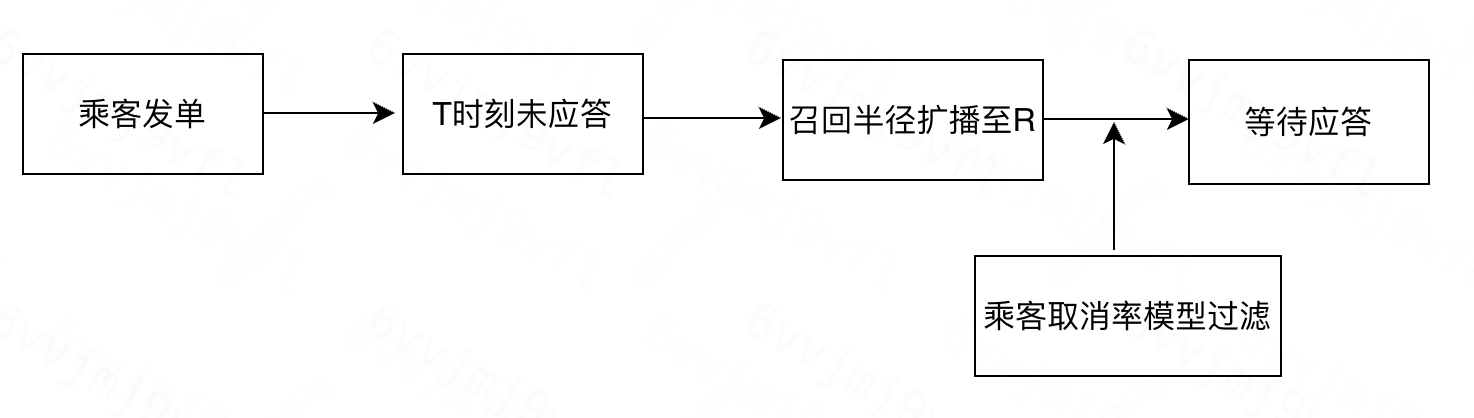 乘客发单
T时刻未应答
召回半径扩播至R
等待应答
乘客取消率模型过滤